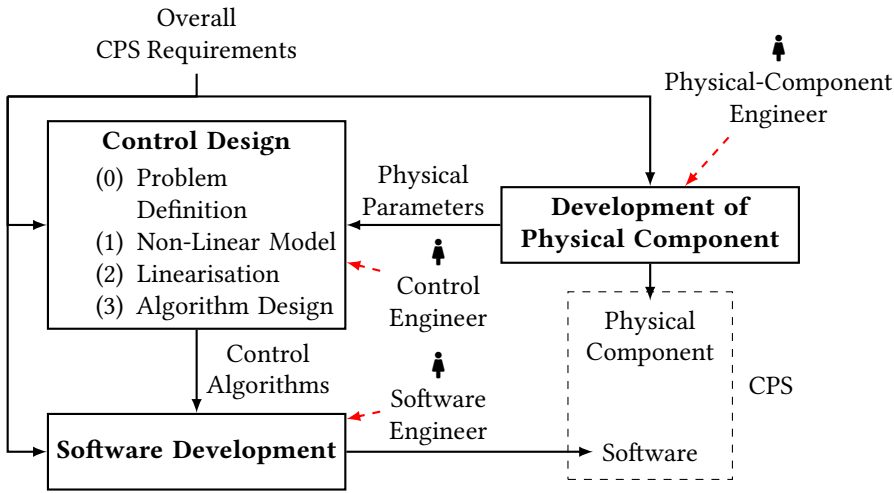 Overall
CPS Requirements
Physical-Component
Engineer
Control Design
(0) Problem
Definition
(1) Non-Linear Model
(2) Linearisation
(3) Algorithm Design
Physical
Parameters
Development of
Physical Component
Control
Engineer
Physical
Component
CPS
Control
Algorithms
Software
Engineer
Software Development
Software